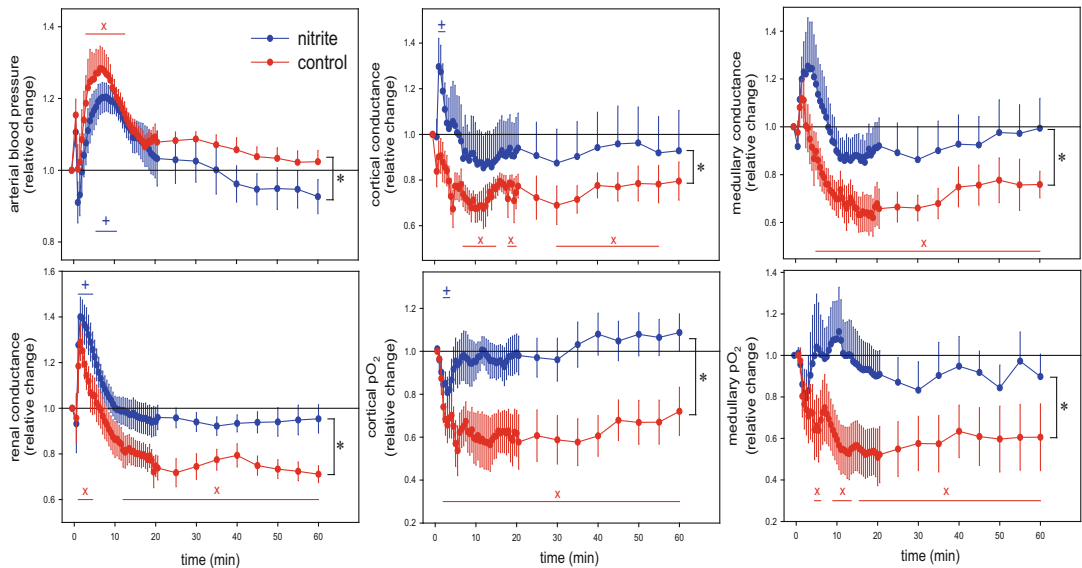 arterial blood pressure
(relative change)
1.4
1.2
1.0
0.8
x
+
nitrite
control
*
cortical conductance
(relative change)
1.4
1.2
1.0
0.8
0.6
+
x
x
x
*
medullary conductance
(relative change)
1.4
1.2
1.0
0.8
0.6
x
*
renal conductance
(relative change)
1.6
1.4
1.2
1.0
0.8
0.6
+
x
x
*
0
10
20
30
40
50
60
time (min)
cortical pO₂
(relative change)
1.2
1.0
0.8
0.6
0.4
0.2
+
x
*
0
10
20
30
40
50
60
time (min)
medullary pO₂
(relative change)
1.4
1.2
1.0
0.8
0.6
0.4
0.2
x
x
x
*
0
10
20
30
40
50
60
time (min)